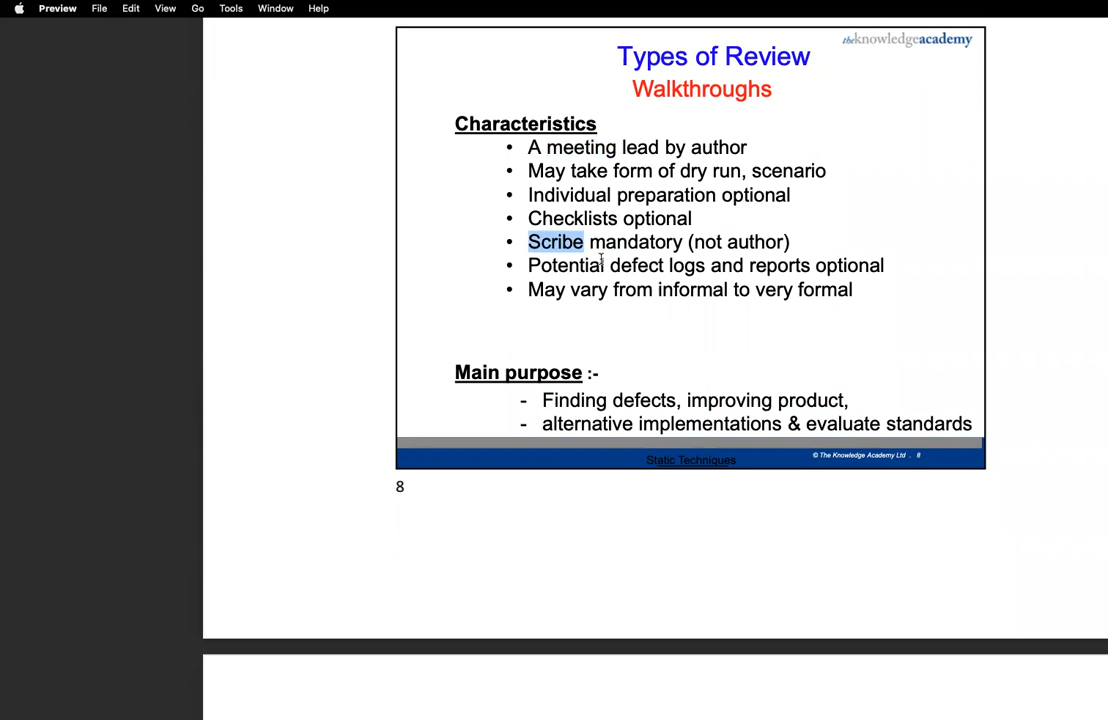 Preview File Edit View Go Tools Window Help
theknowledgeacademy
Types of Review
Walkthroughs
Characteristics
• A meeting lead by author
• May take form of dry run, scenario
• Individual preparation optional
• Checklists optional
• Scribe mandatory (not author)
• Potential defect logs and reports optional
• May vary from informal to very formal
Main purpose :-
- Finding defects, improving product,
- alternative implementations & evaluate standards
Static Techniques
© The Knowledge Academy Ltd . 8
8